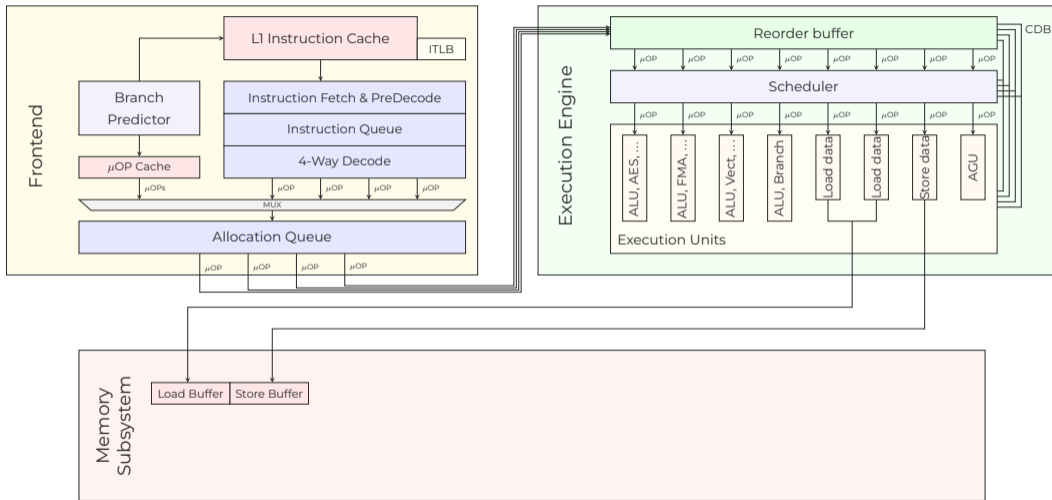 Frontend
L1 Instruction Cache
ITLB
Branch
Predictor
Instruction Fetch & PreDecode
Instruction Queue
4-Way Decode
μOP Cache
μOPs
μOP μOP μOP μOP
MUX
Allocation Queue
μOP μOP μOP μOP
Execution Engine
Reorder buffer
CDB
μOP μOP μOP μOP μOP μOP μOP μOP
Scheduler
μOP μOP μOP μOP μOP μOP μOP μOP
ALU, AES, ...
ALU, FMA, ...
ALU, Vect, ...
ALU, Branch
Load data
Load data
Store data
AGU
Execution Units
Memory
Subsystem
Load Buffer
Store Buffer